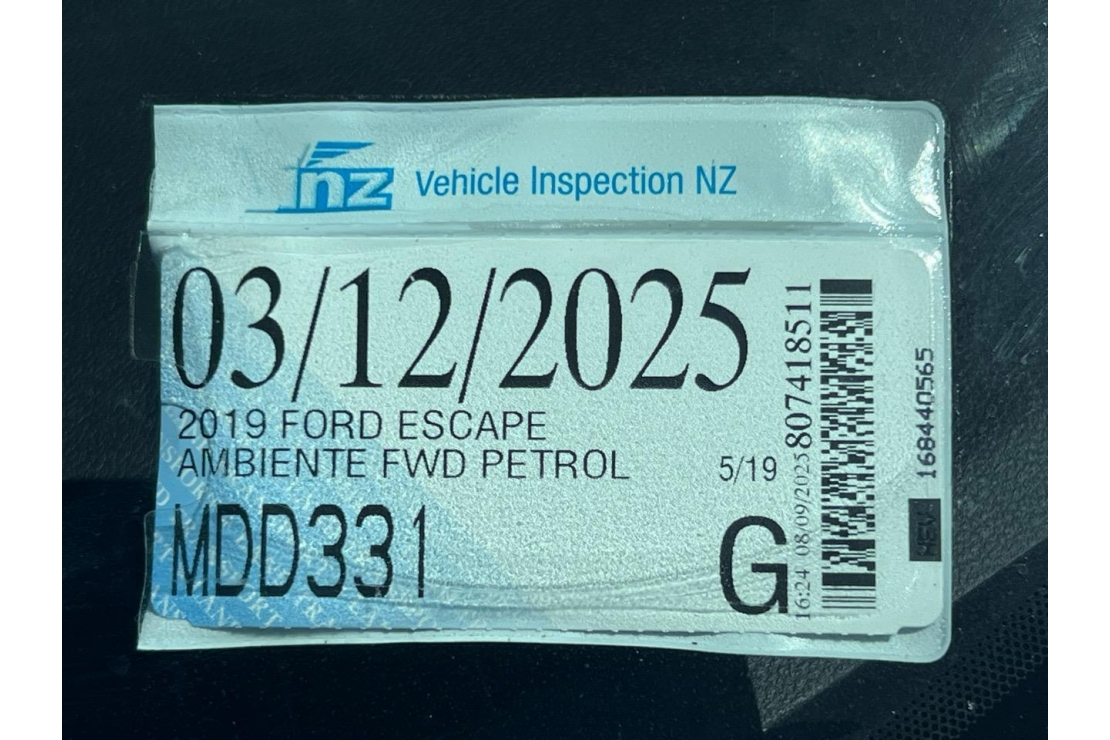 nz Vehicle Inspection NZ
03/12/2025
2019 FORD ESCAPE
AMBIENTE FWD PETROL 5/19
MDD331 G
16:24 08/09/2025 807418511
168440565